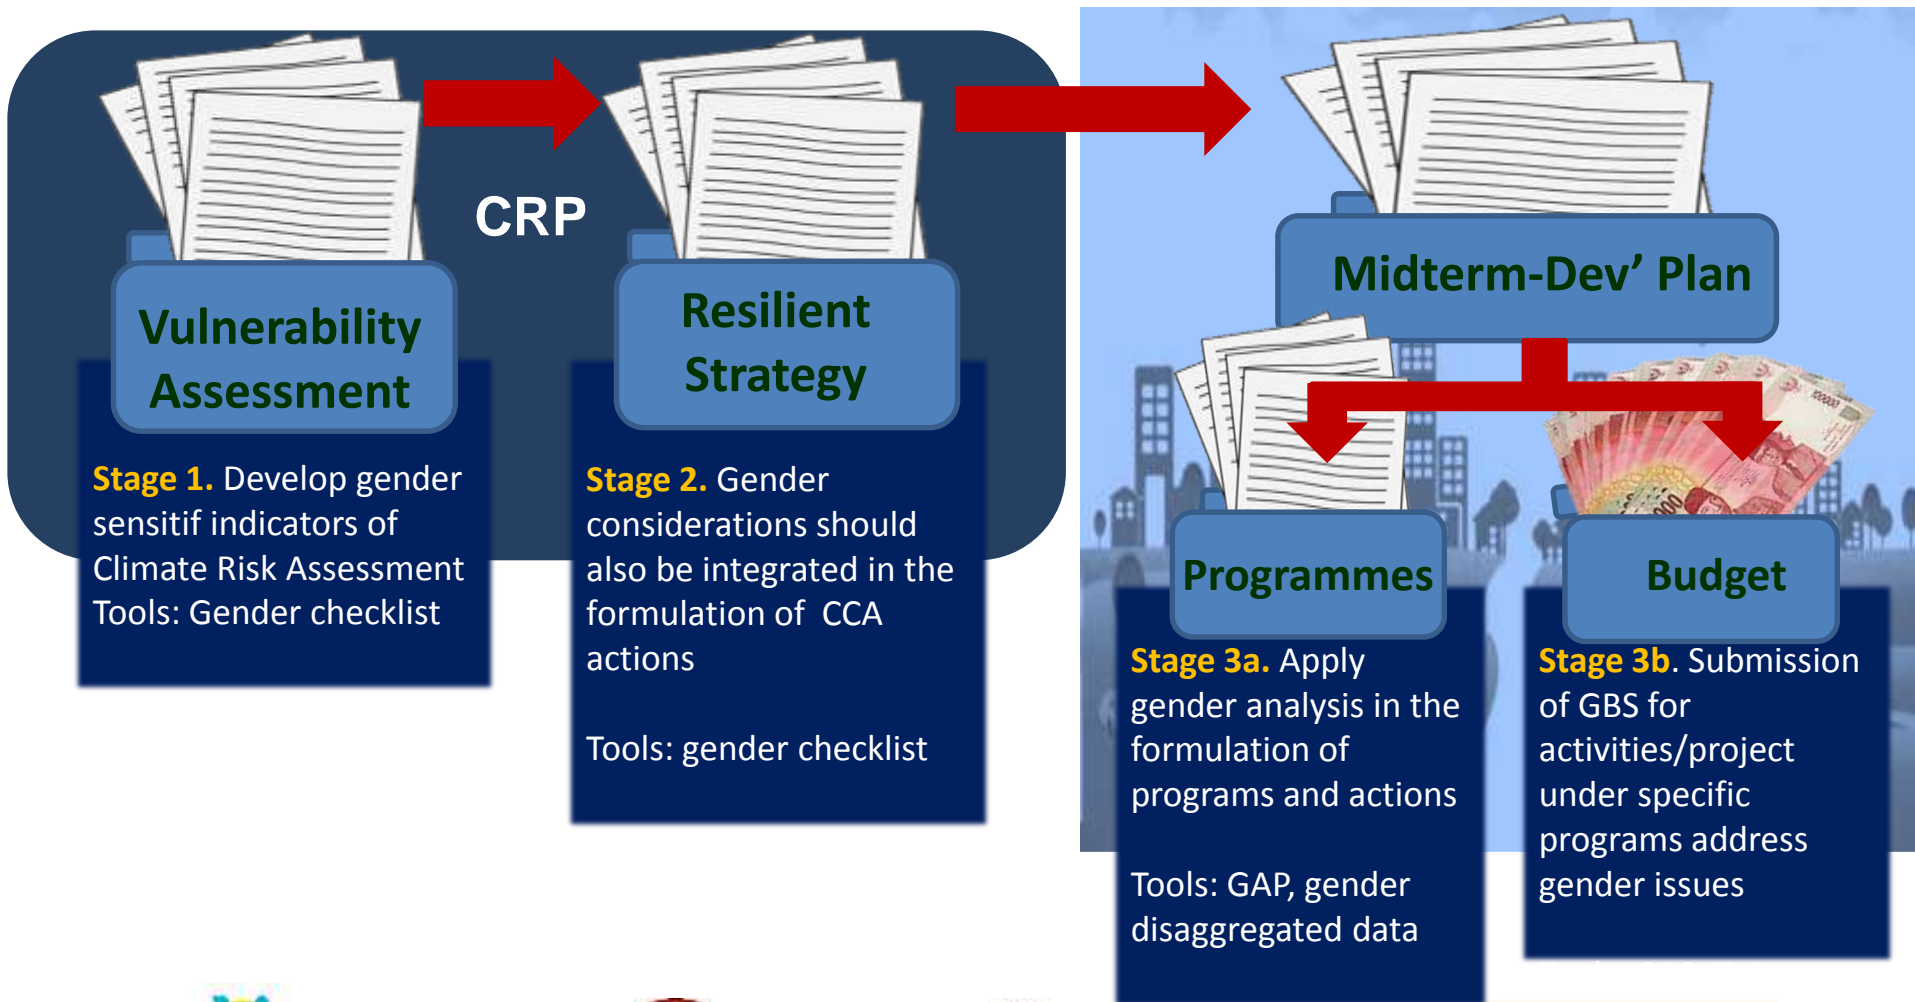 CRP
Vulnerability
Assessment
Stage 1. Develop gender
sensitif indicators of
Climate Risk Assessment
Tools: Gender checklist
Resilient
Strategy
Stage 2. Gender
considerations should
also be integrated in the
formulation of CCA
actions
Tools: gender checklist
Midterm-Dev’ Plan
Programmes
Stage 3a. Apply
gender analysis in the
formulation of
programs and actions
Tools: GAP, gender
disaggregated data
100000
Budget
Stage 3b. Submission
of GBS for
activities/project
under specific
programs address
gender issues